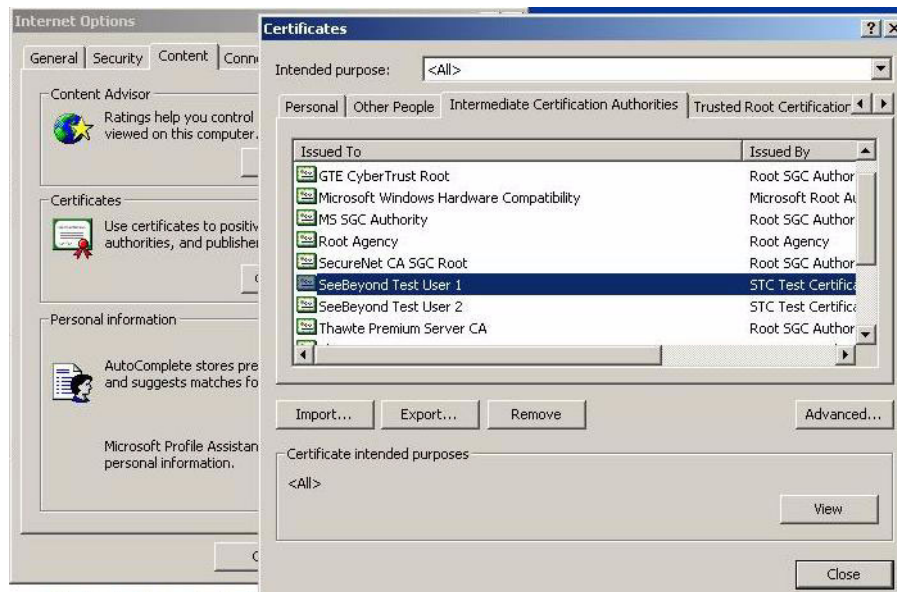 Internet Options
General
Security
Content
Conn
Content Advisor
Ratings help you control
viewed on this computer.
Certificates
Use certificates to positiv
authorities, and publisher
Personal information
AutoComplete stores pre
and suggests matches fo
Microsoft Profile Assistan
personal information.
Certificates
Intended purpose:
<All>
Personal
Other People
Intermediate Certification Authorities
Trusted Root Certification
Issued To
Issued By
GTE CyberTrust Root
Root SGC Author
Microsoft Windows Hardware Compatibility
Microsoft Root Au
MS SGC Authority
Root SGC Author
Root Agency
Root Agency
SecureNet CA SGC Root
Root SGC Author
SeeBeyond Test User 1
STC Test Certifica
SeeBeyond Test User 2
STC Test Certifica
Thawte Premium Server CA
Root SGC Author
Import...
Export...
Remove
Advanced...
Certificate intended purposes
<All>
View
Close